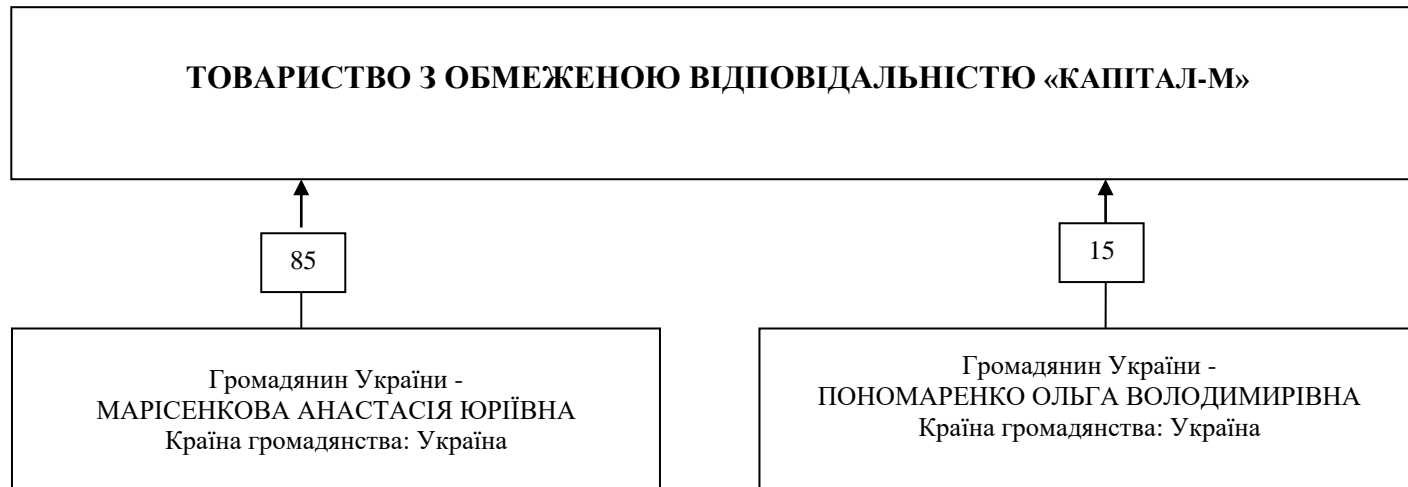 ТОВАРИСТВО З ОБМЕЖЕНОЮ ВІДПОВІДАЛЬНІСТЮ «КАПІТАЛ-М»
85
15
Громадянин України -
МАРІСЕНКОВА АНАСТАСІЯ ЮРІЇВНА
Країна громадянства: Україна
Громадянин України -
ПОНОМАРЕНКО ОЛЬГА ВОЛОДИМИРІВНА
Країна громадянства: Україна